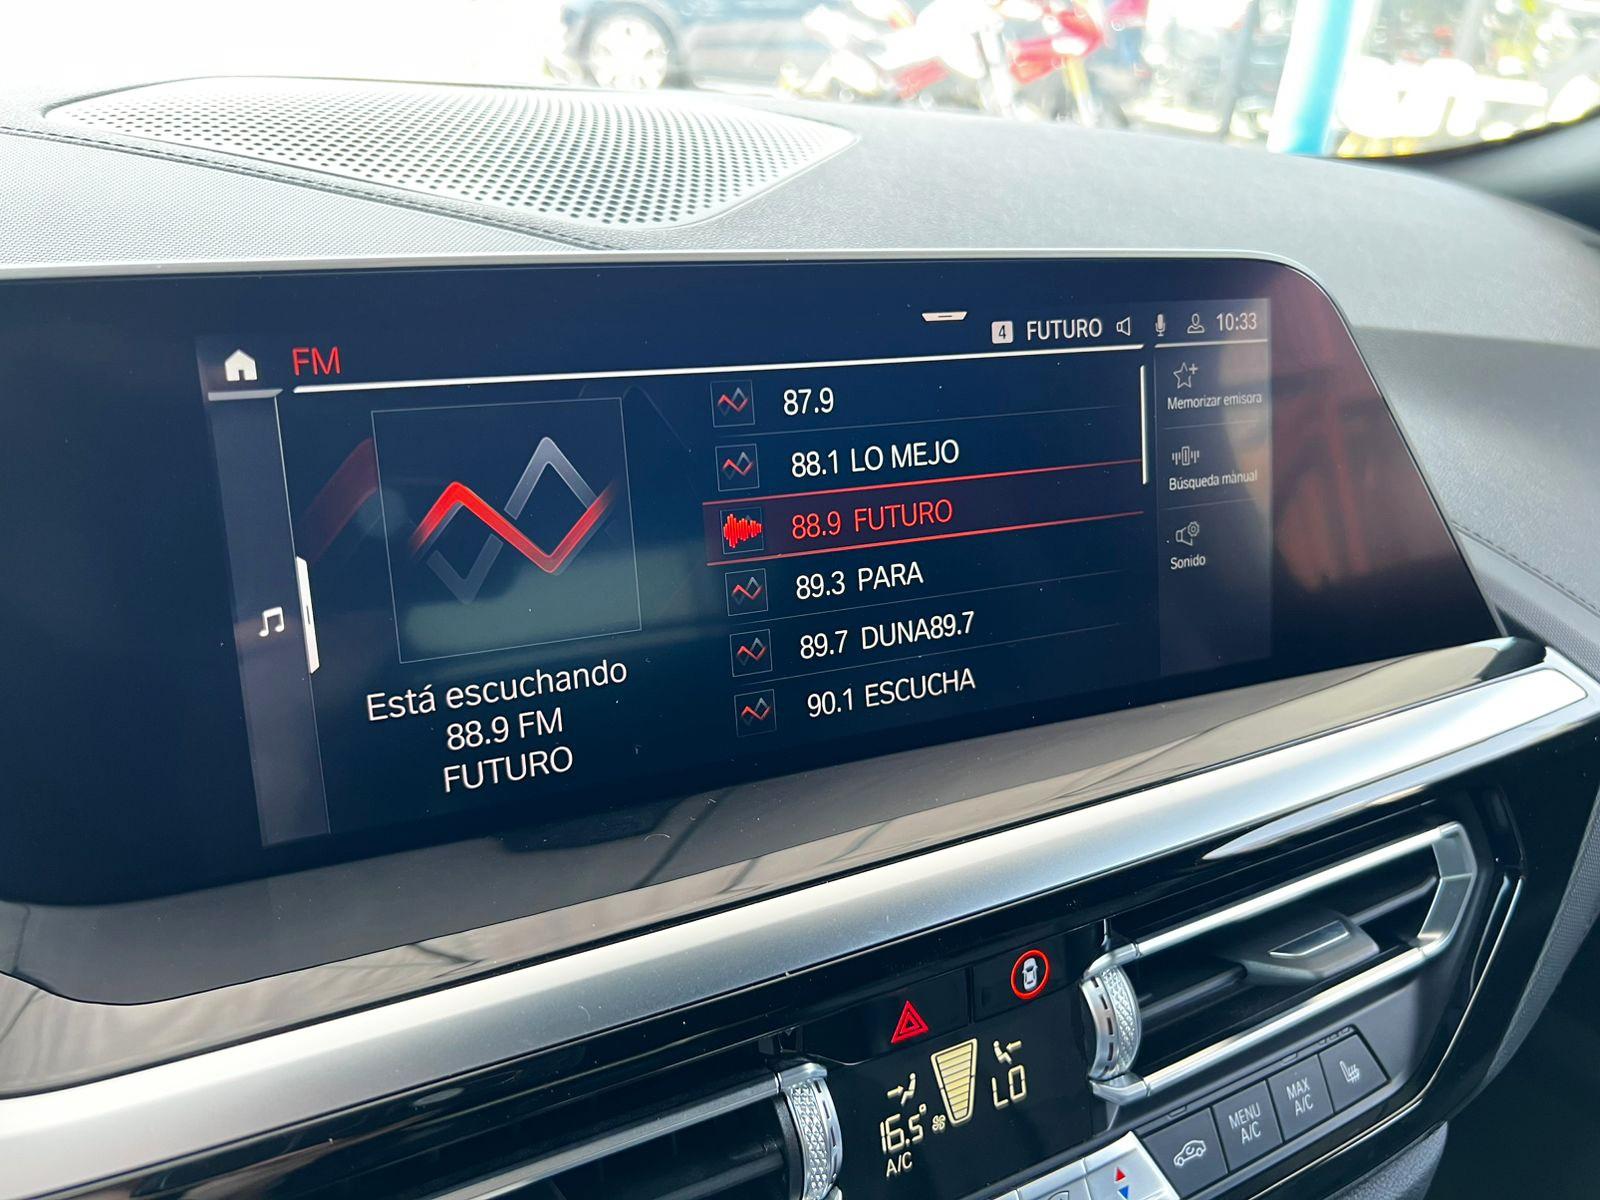 FM
4 FUTURO 10:33
87.9
88.1 LO MEJO
88.9 FUTURO
89.3 PARA
89.7 DUNA89.7
90.1 ESCUCHA
Está escuchando
88.9 FM
FUTURO
Memorizar emisora
Búsqueda manual
Sonido
16.5°
A/C
LO
MENU
A/C
MAX
A/C